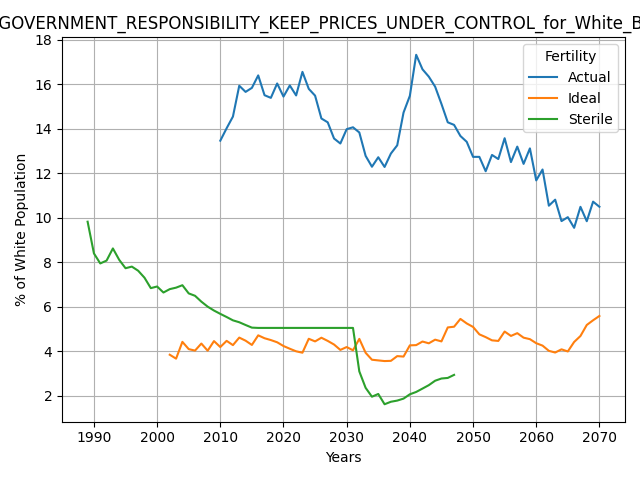 GOVERNMENT_RESPONSIBILITY_KEEP_PRICES_UNDER_CONTROL_for_White_B
18
16
14
12
10
8
6
4
2
% of White Population
Fertility
Actual
Ideal
Sterile
1990 2000 2010 2020 2030 2040 2050 2060 2070
Years